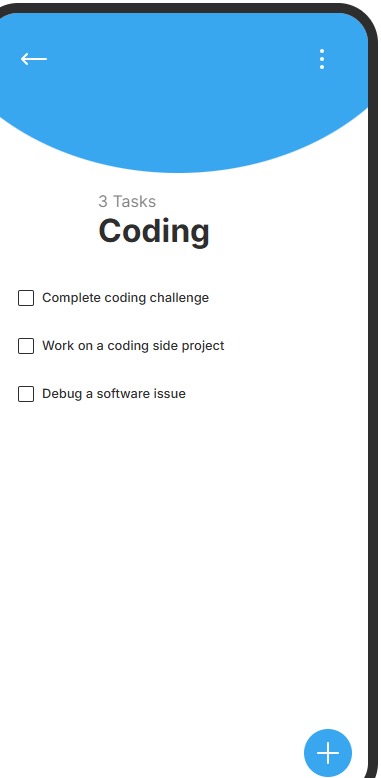 3 Tasks
Coding
Complete coding challenge
Work on a coding side project
Debug a software issue